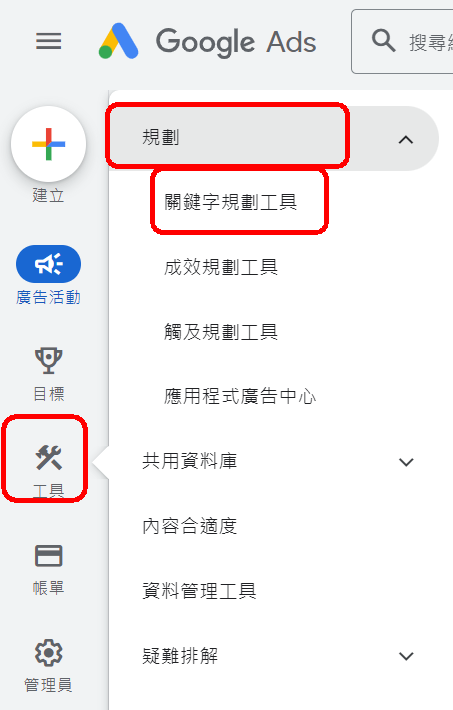 Google Ads
搜尋
建立
廣告活動
目標
工具
帳單
管理員
規劃
關鍵字規劃工具
成效規劃工具
觸及規劃工具
應用程式廣告中心
共用資料庫
內容合適度
資料管理工具
疑難排解